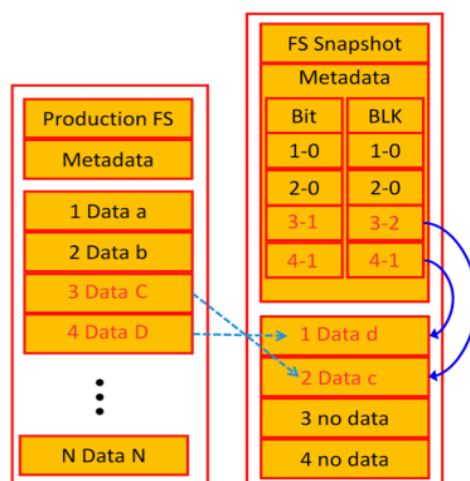 Production FS
Metadata
1 Data a
2 Data b
3 Data C
4 Data D
N Data N
FS Snapshot
Metadata
Bit BLK
1-0 1-0
2-0 2-0
3-1 3-2
4-1 4-1
1 Data d
2 Data c
3 no data
4 no data